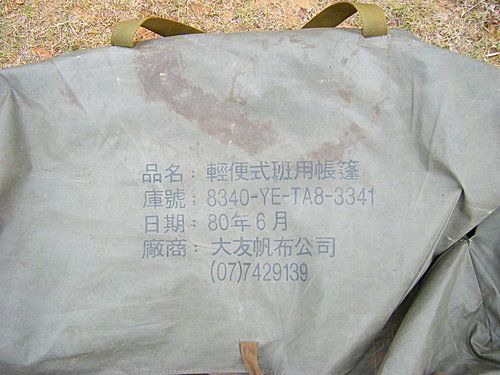 品名：輕便式班用帳篷
庫號：8340-YE-TA8-3341
日期：80年6月
廠商：大友帆布公司
(07)7429139